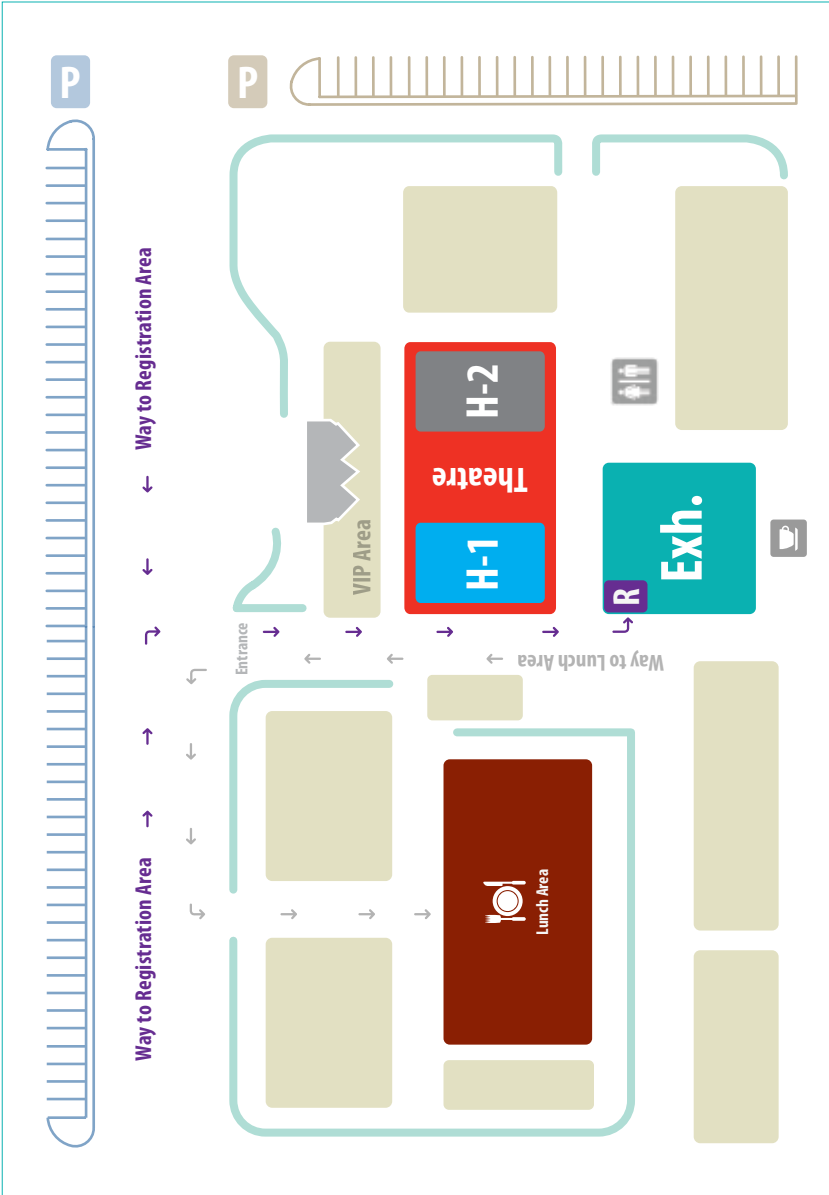 P
P
Way to Registration Area
H-2
Theatre
H-1
VIP Area
Exh.
R
Entrance
Way to Lunch Area
Way to Registration Area
Lunch Area